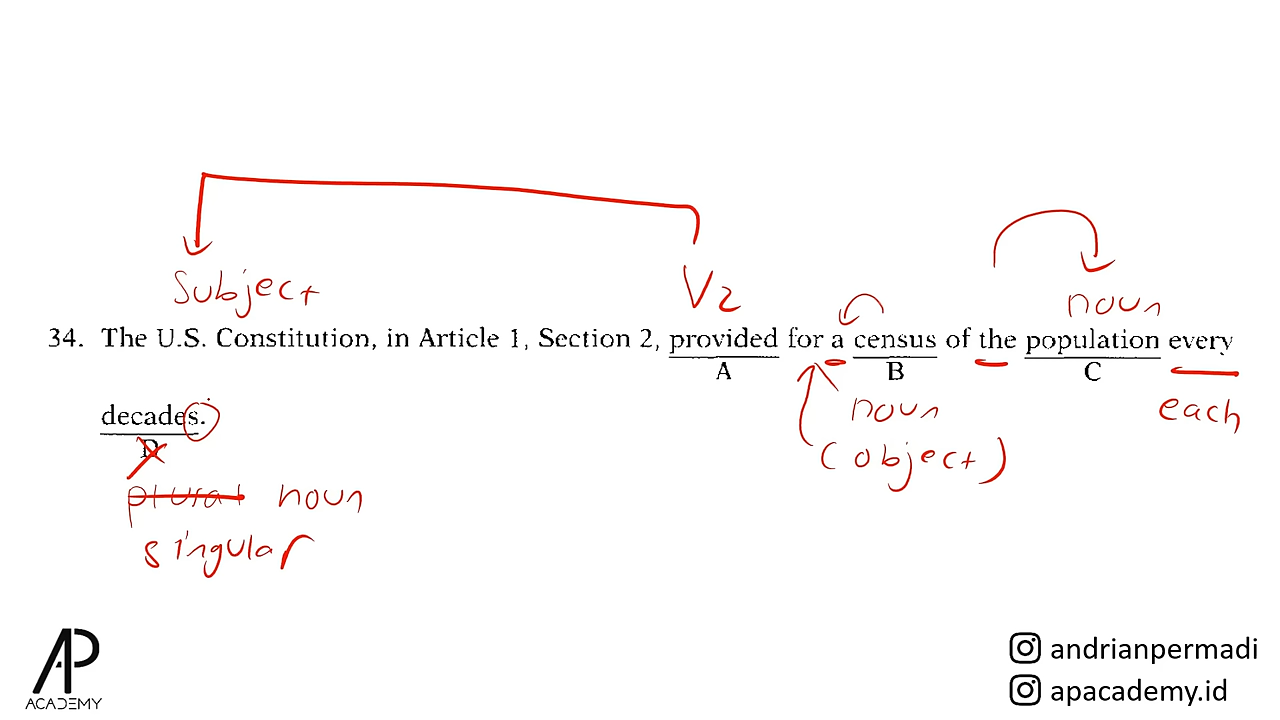 Subject V2 noun
34. The U.S. Constitution, in Article 1, Section 2, provided for a census of the population every
A B C
noun each
decades.
D
(object)
plural noun
singular
AP
ACADEMY
andrianpermadi
apacademy.id